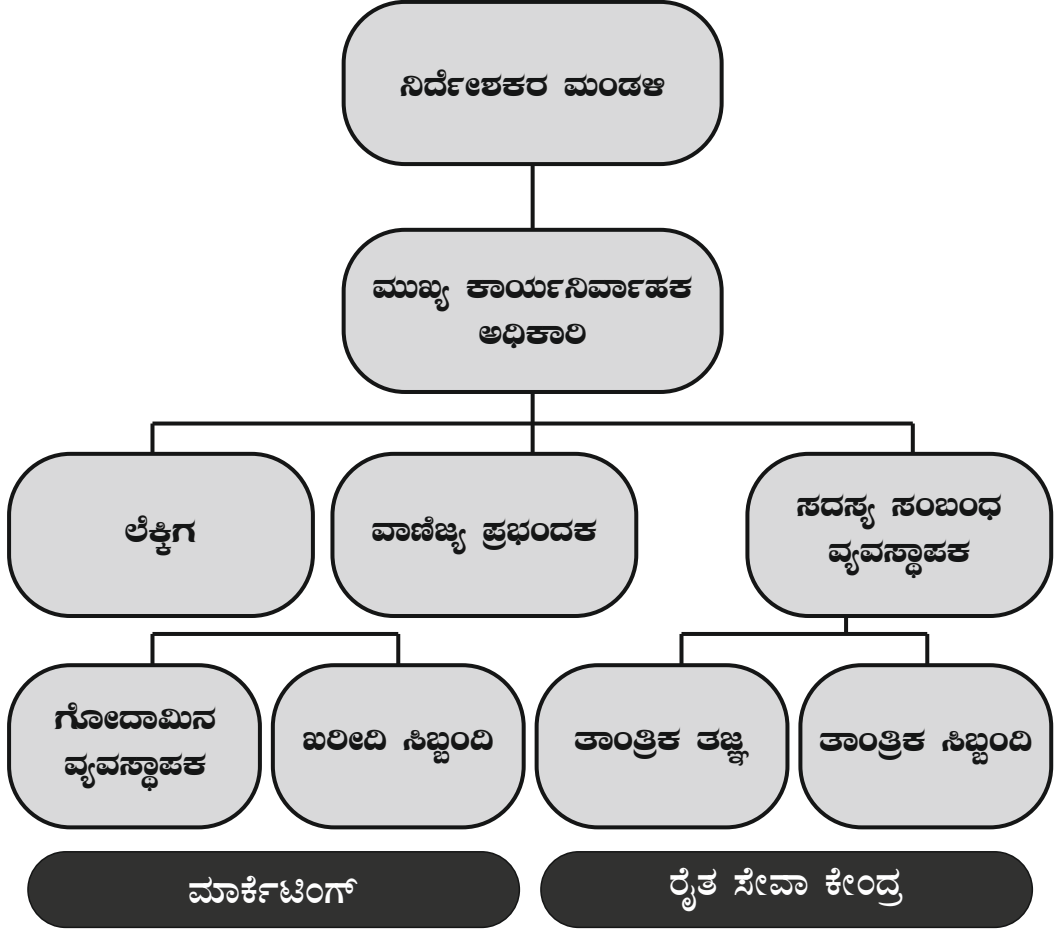 ನಿರ್ದೇಶಕರ ಮಂಡಳಿ
ಮುಖ್ಯ ಕಾರ್ಯನಿರ್ವಾಹಕ
ಅಧಿಕಾರಿ
ಲೆಕ್ಕಿಗ
ವಾಣಿಜ್ಯ ಪ್ರಭಂದಕ
ಸದಸ್ಯ ಸಂಬಂಧ
ವ್ಯವಸ್ಥಾಪಕ
ಗೋದಾಮಿನ
ವ್ಯವಸ್ಥಾಪಕ
ಖರೀದಿ ಸಿಬ್ಬಂದಿ
ತಾಂತ್ರಿಕ ತಜ್ಞ
ತಾಂತ್ರಿಕ ಸಿಬ್ಬಂದಿ
ಮಾರ್ಕೆಟಿಂಗ್
ರೈತ ಸೇವಾ ಕೇಂದ್ರ